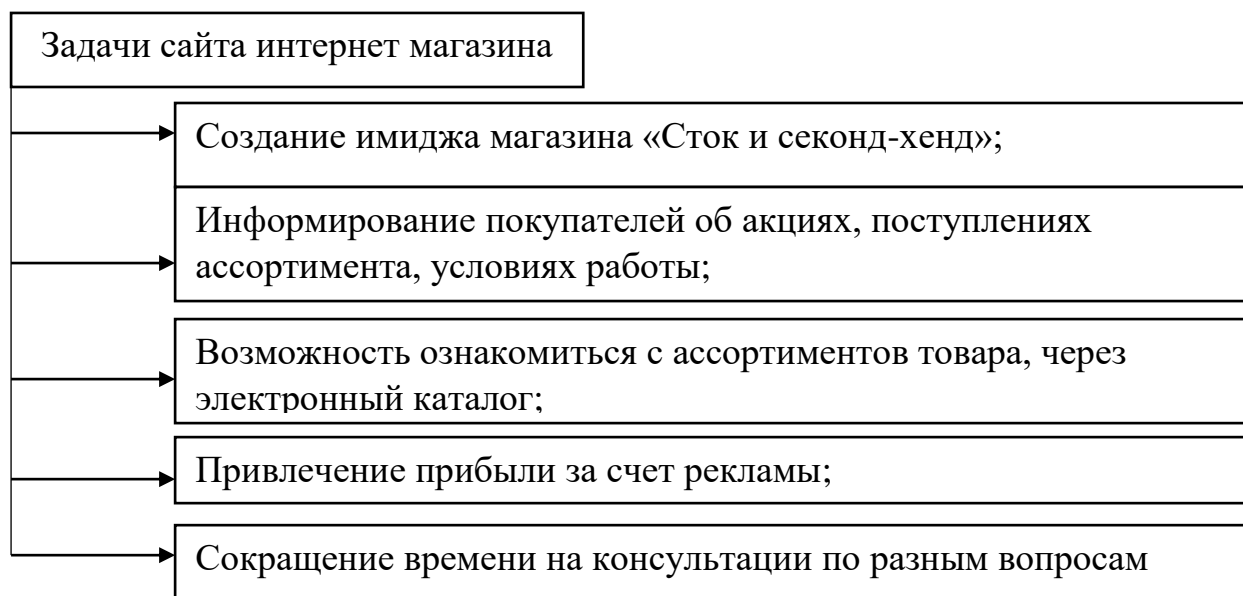 Задачи сайта интернет магазина
Создание имиджа магазина «Сток и секонд-хенд»;
Информирование покупателей об акциях, поступлениях
ассортимента, условиях работы;
Возможность ознакомиться с ассортиментов товара, через
электронный каталог;
Привлечение прибыли за счет рекламы;
Сокращение времени на консультации по разным вопросам